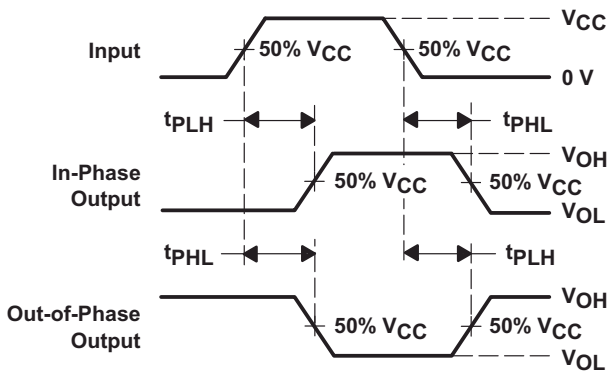 VCC
Input
50% VCC
50% VCC
0 V
tPLH
tPHL
VOH
In-Phase
Output
50% VCC
50% VCC
VOL
tPHL
tPLH
VOH
Out-of-Phase
Output
50% VCC
50% VCC
VOL